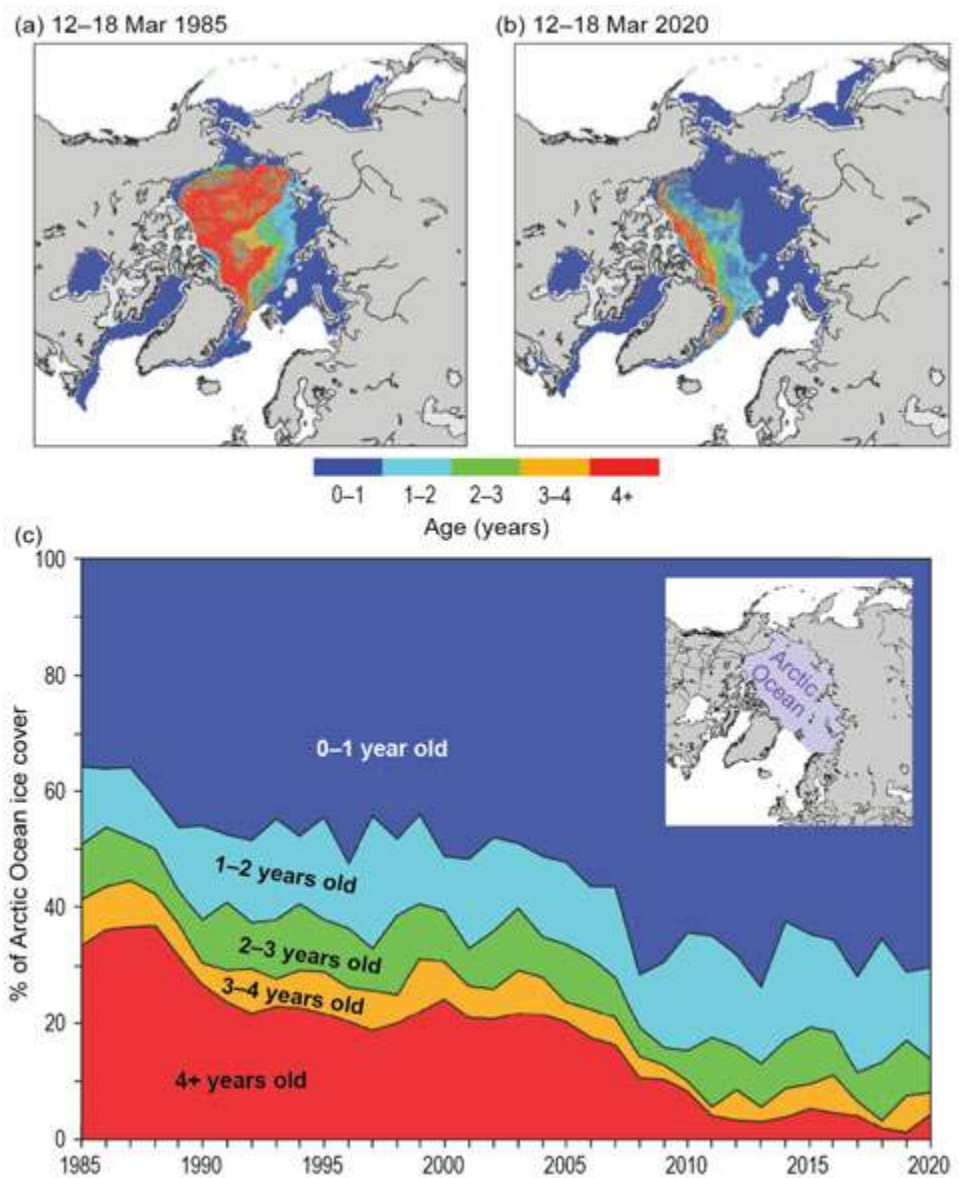 (a) 12–18 Mar 1985
(b) 12–18 Mar 2020
0–1 1–2 2–3 3–4 4+
Age (years)
(c)
% of Arctic Ocean ice cover
100
80
60
40
20
0
Arctic
Ocean
0–1 year old
1–2 years old
2–3 years old
3–4 years old
4+ years old
1985 1990 1995 2000 2005 2010 2015 2020